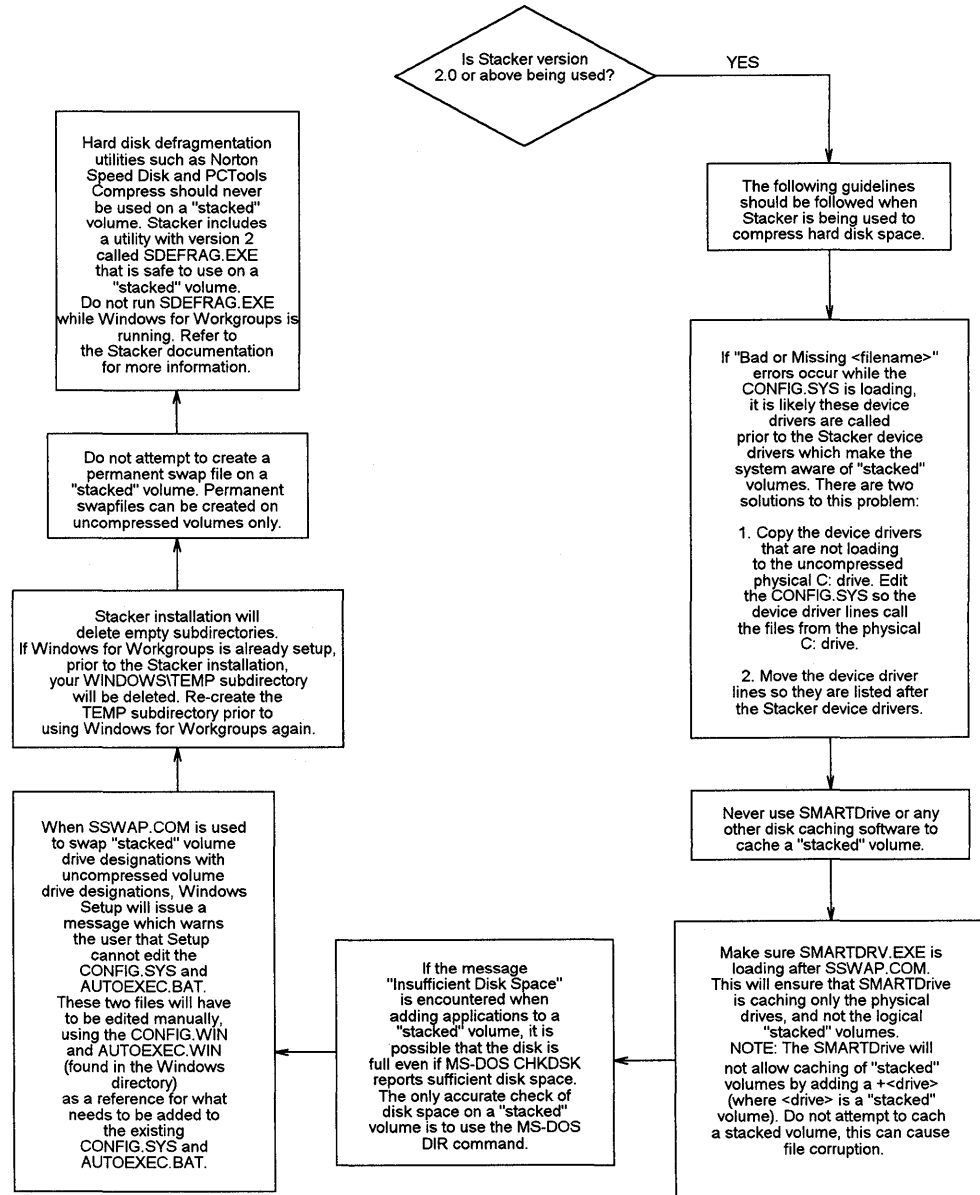 Is Stacker version
2.0 or above being used?
YES
The following guidelines
should be followed when
Stacker is being used to
compress hard disk space.
If "Bad or Missing <filename>"
errors occur while the
CONFIG.SYS is loading,
it is likely these device
drivers are called
prior to the Stacker device
drivers which make the
system aware of "stacked"
volumes. There are two
solutions to this problem:
1. Copy the device drivers
that are not loading
to the uncompressed
physical C: drive. Edit
the CONFIG.SYS so the
device driver lines call
the files from the physical
C: drive.
2. Move the device driver
lines so they are listed after
the Stacker device drivers.
Never use SMARTDrive or any
other disk caching software to
cache a "stacked" volume.
Make sure SMARTDRV.EXE is
loading after SSWAP.COM.
This will ensure that SMARTDrive
is caching only the physical
drives, and not the logical
"stacked" volumes.
NOTE: The SMARTDrive will
not allow caching of "stacked"
volumes by adding a +<drive>
(where <drive> is a "stacked"
volume). Do not attempt to cach
a stacked volume, this can cause
file corruption.
If the message
"Insufficient Disk Space"
is encountered when
adding applications to a
"stacked" volume, it is
possible that the disk is
full even if MS-DOS CHKDSK
reports sufficient disk space.
The only accurate check of
disk space on a "stacked"
volume is to use the MS-DOS
DIR command.
When SSWAP.COM is used
to swap "stacked" volume
drive designations with
uncompressed volume
drive designations, Windows
Setup will issue a
message which warns
the user that Setup
cannot edit the
CONFIG.SYS and
AUTOEXEC.BAT.
These two files will have
to be edited manually,
using the CONFIG.WIN
and AUTOEXEC.WIN
(found in the Windows
directory)
as a reference for what
needs to be added to
the existing
CONFIG.SYS and
AUTOEXEC.BAT.
Stacker installation will
delete empty subdirectories.
If Windows for Workgroups is already setup,
prior to the Stacker installation,
your WINDOWS\TEMP subdirectory
will be deleted. Re-create the
TEMP subdirectory prior to
using Windows for Workgroups again.
Do not attempt to create a
permanent swap file on a
"stacked" volume. Permanent
swapfiles can be created on
uncompressed volumes only.
Hard disk defragmentation
utilities such as Norton
Speed Disk and PCTools
Compress should never
be used on a "stacked"
volume. Stacker includes
a utility with version 2
called SDEFRAG.EXE
that is safe to use on a
"stacked" volume.
Do not run SDEFRAG.EXE
while Windows for Workgroups is
running. Refer to
the Stacker documentation
for more information.